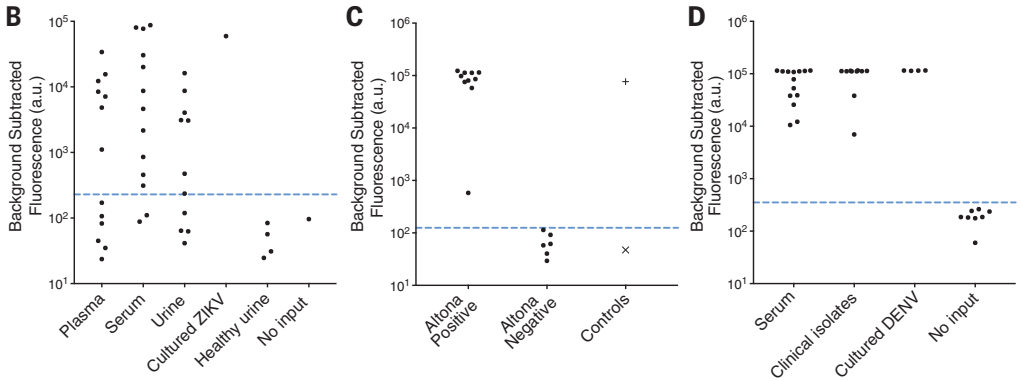 B
Background Subtracted
Fluorescence (a.u.)
10⁵
10⁴
10³
10²
10¹
Plasma
Serum
Urine
Cultured ZIKV
Healthy urine
No input
C
Background Subtracted
Fluorescence (a.u.)
10⁶
10⁵
10⁴
10³
10²
10¹
Altona
Positive
Altona
Negative
Controls
D
Background Subtracted
Fluorescence (a.u.)
10⁶
10⁵
10⁴
10³
10²
10¹
Serum
Clinical isolates
Cultured DENV
No input